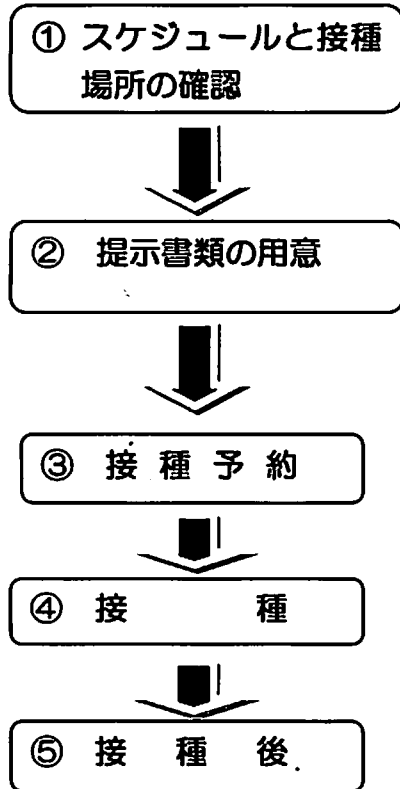 ① スケジュールと接種
場所の確認
② 提示書類の用意
③ 接種予約
④ 接種
⑤ 接種後